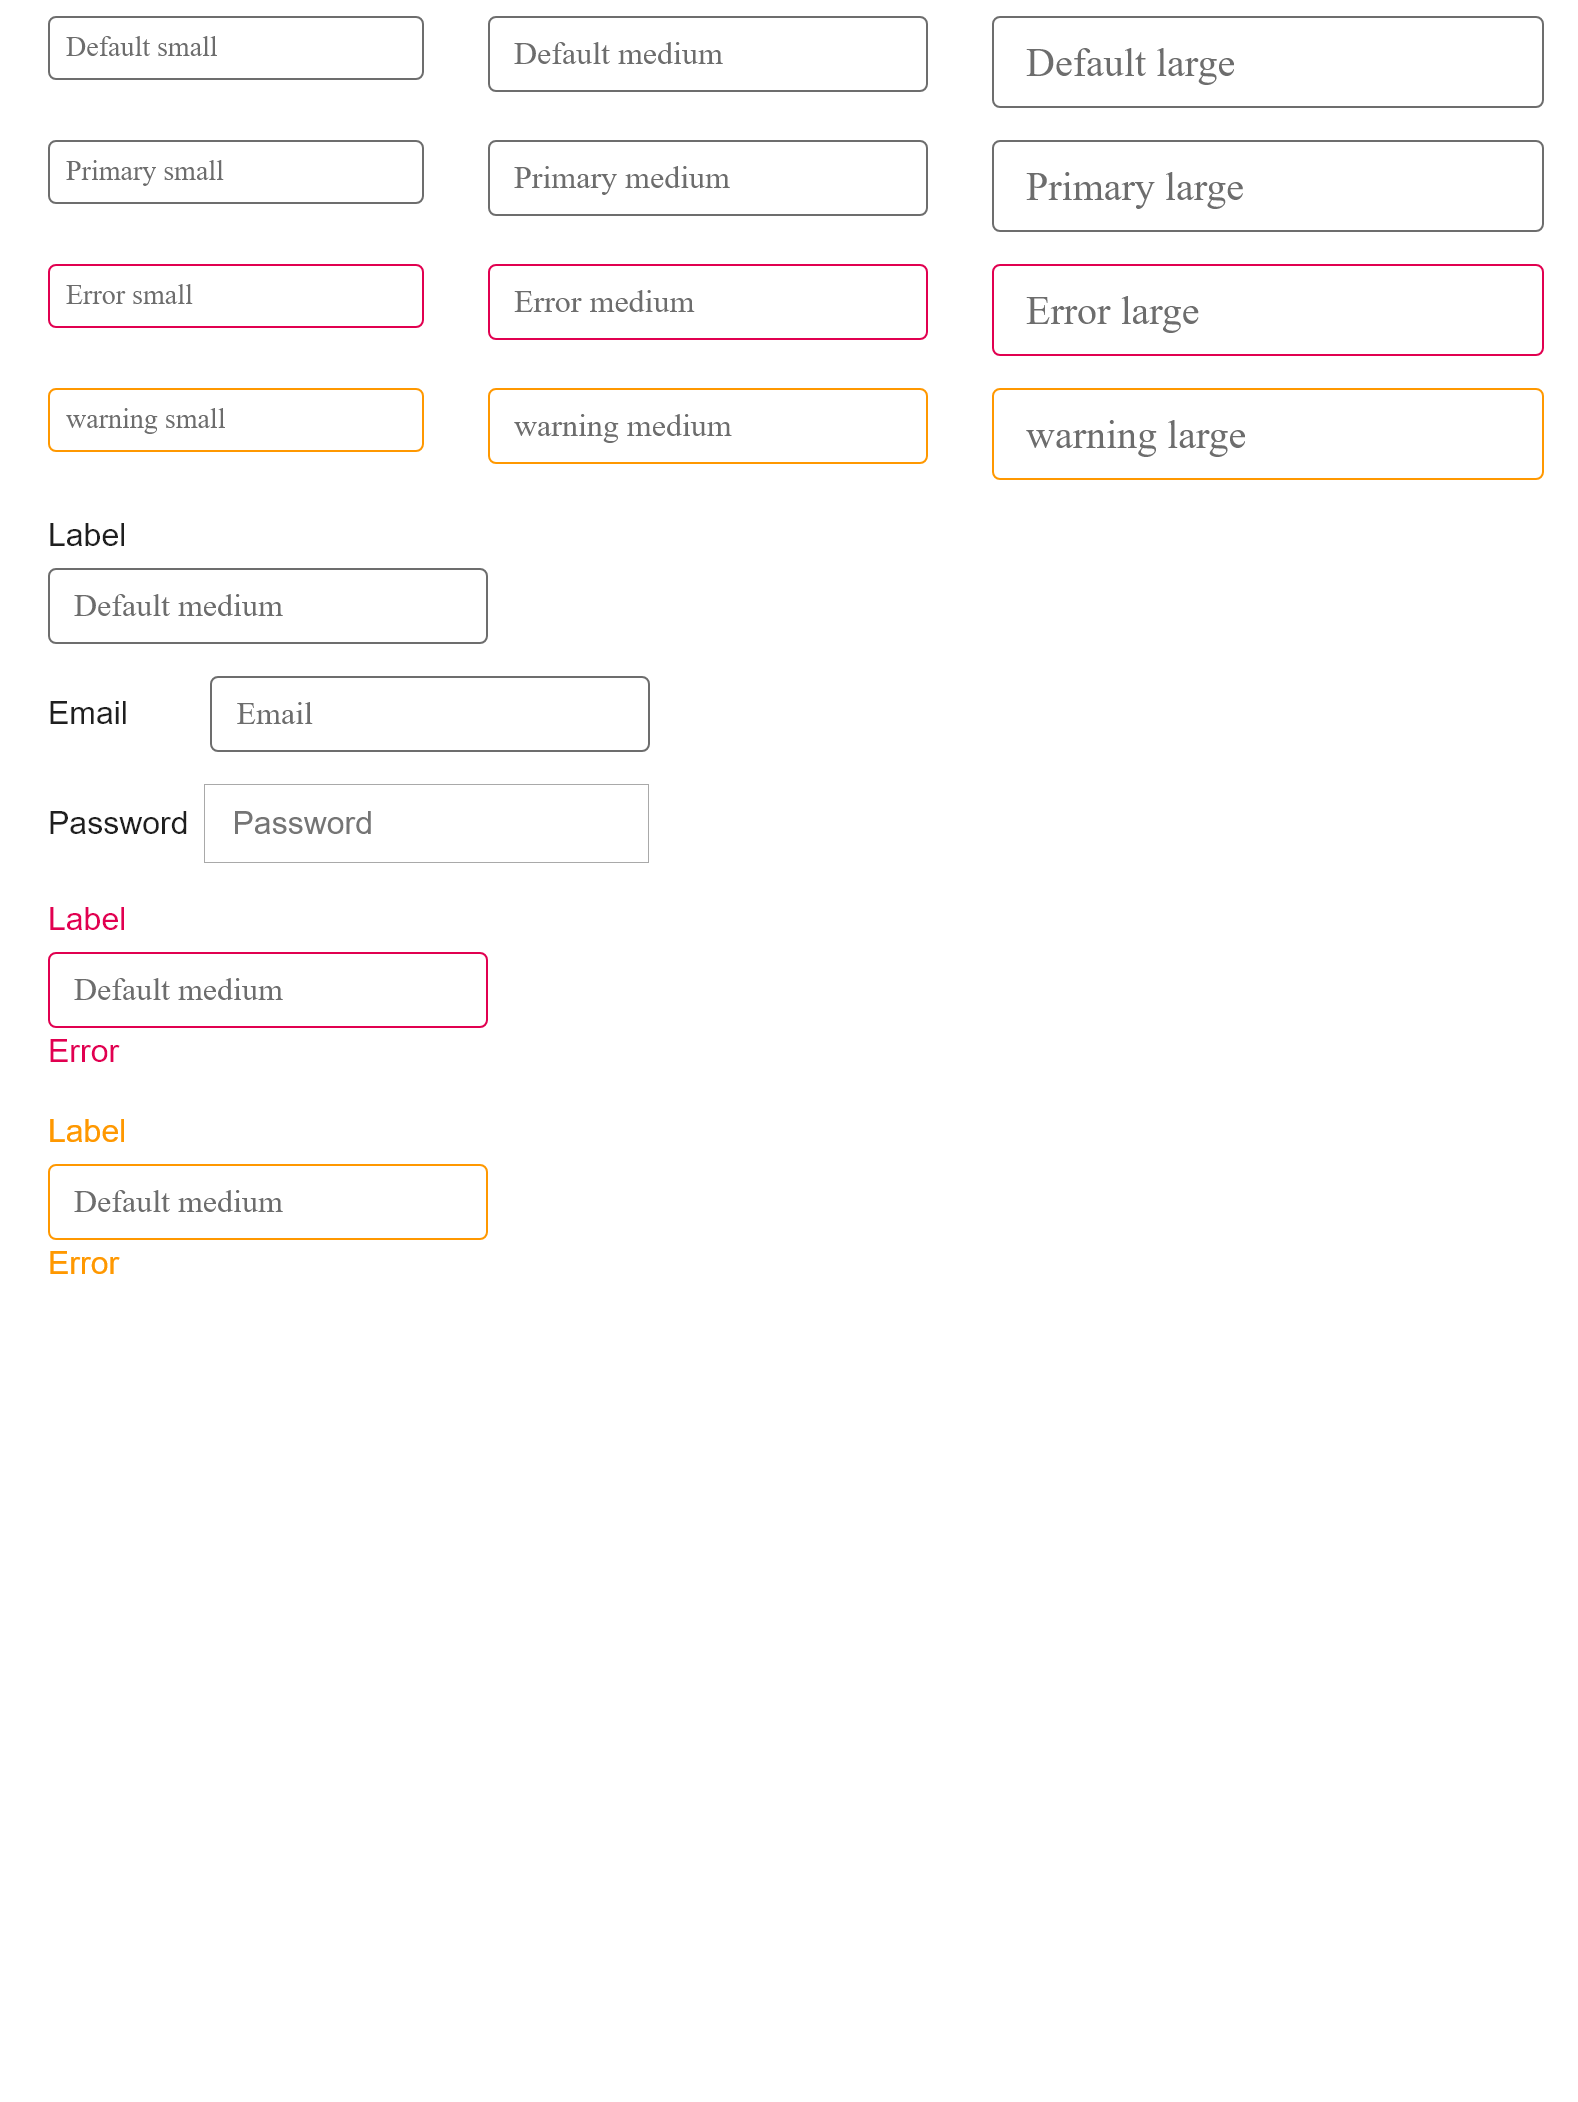 Default small
Default medium
Default large
Primary small
Primary medium
Primary large
Error small
Error medium
Error large
warning small
warning medium
warning large
Label
Default medium
Email
Email
Password
Password
Label
Default medium
Error
Label
Default medium
Error